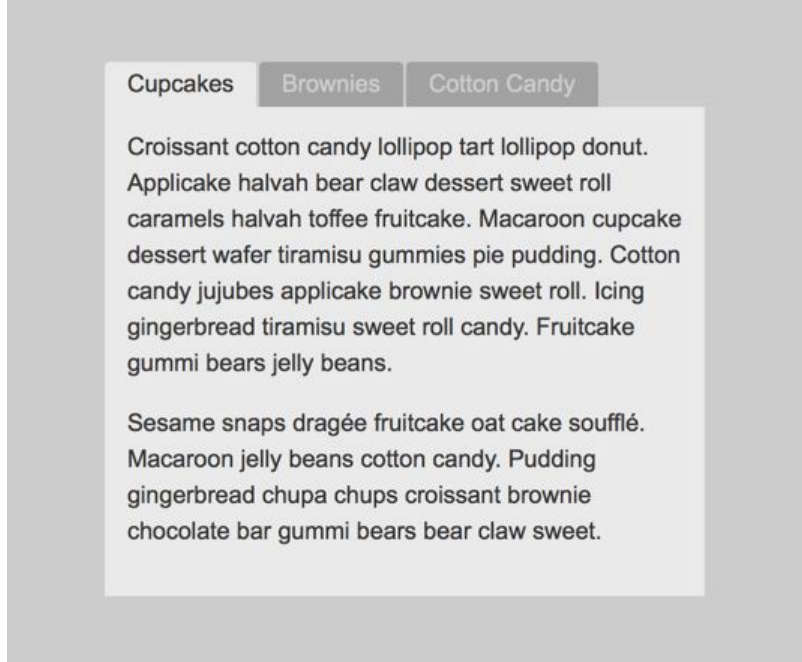 Cupcakes Brownies Cotton Candy
Croissant cotton candy lollipop tart lollipop donut.
Applicake halvah bear claw dessert sweet roll
caramels halvah toffee fruitcake. Macaroon cupcake
dessert wafer tiramisu gummies pie pudding. Cotton
candy jujubes applicake brownie sweet roll. Icing
gingerbread tiramisu sweet roll candy. Fruitcake
gummi bears jelly beans.
Sesame snaps dragée fruitcake oat cake soufflé.
Macaroon jelly beans cotton candy. Pudding
gingerbread chupa chups croissant brownie
chocolate bar gummi bears bear claw sweet.